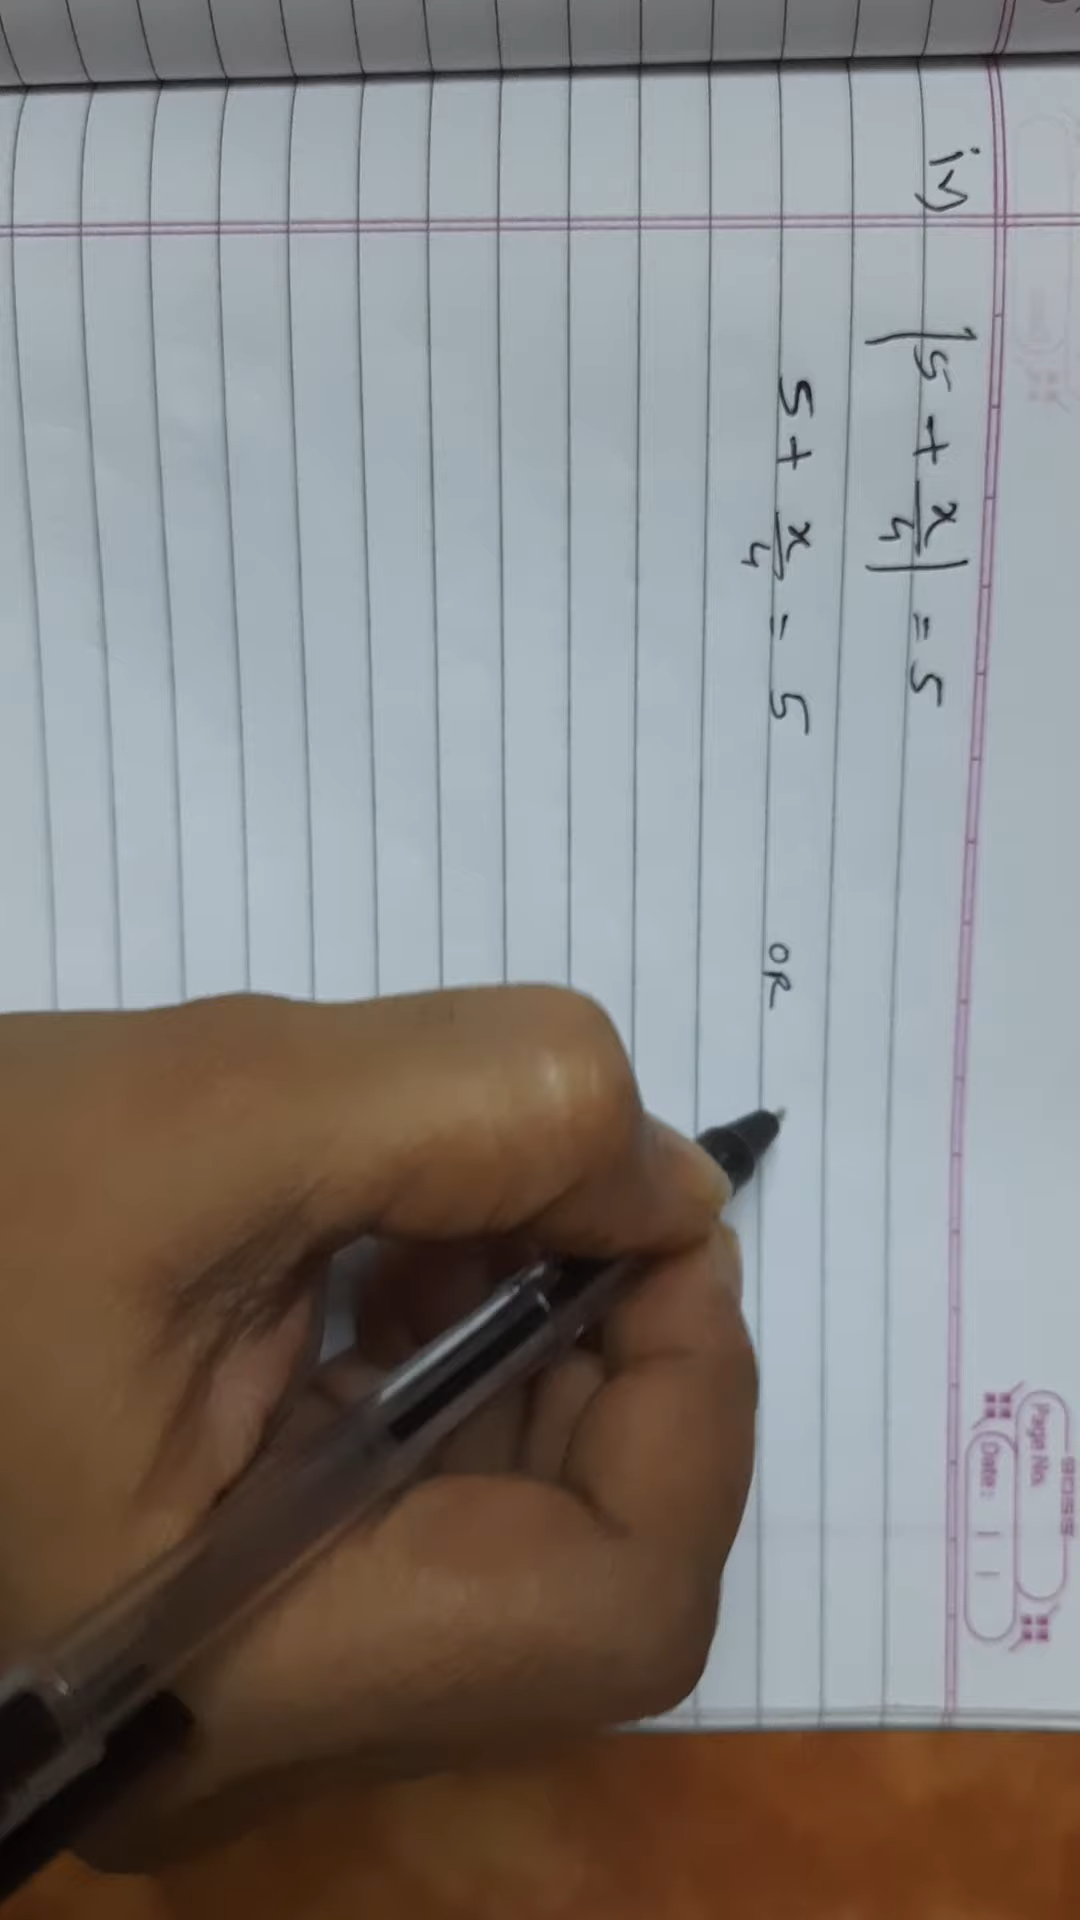 Page No.
Date: | |
iv) |5 + x/4| = 5
5 + x/4 = 5 OR